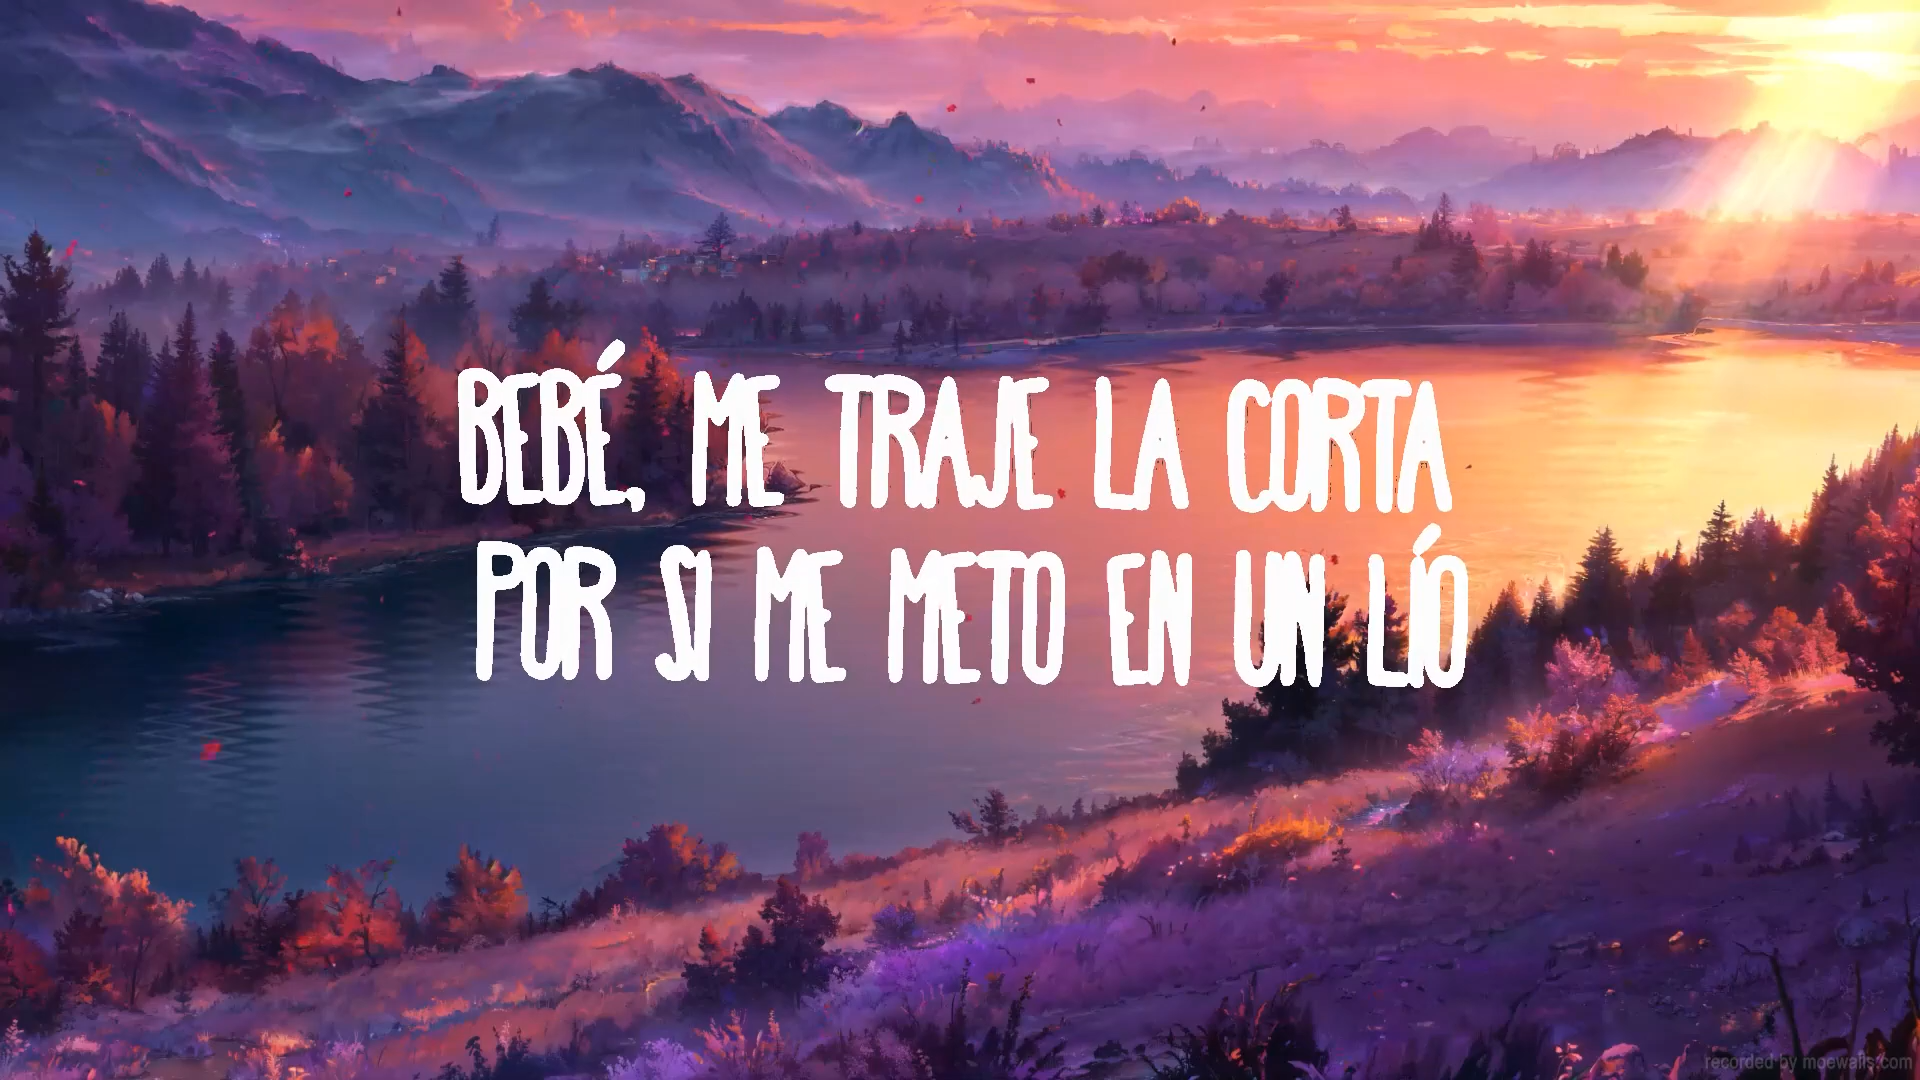 BEBÉ, ME TRAJE LA CORTA
POR SI ME METO EN UN LÍO
recorded by moewalls.com